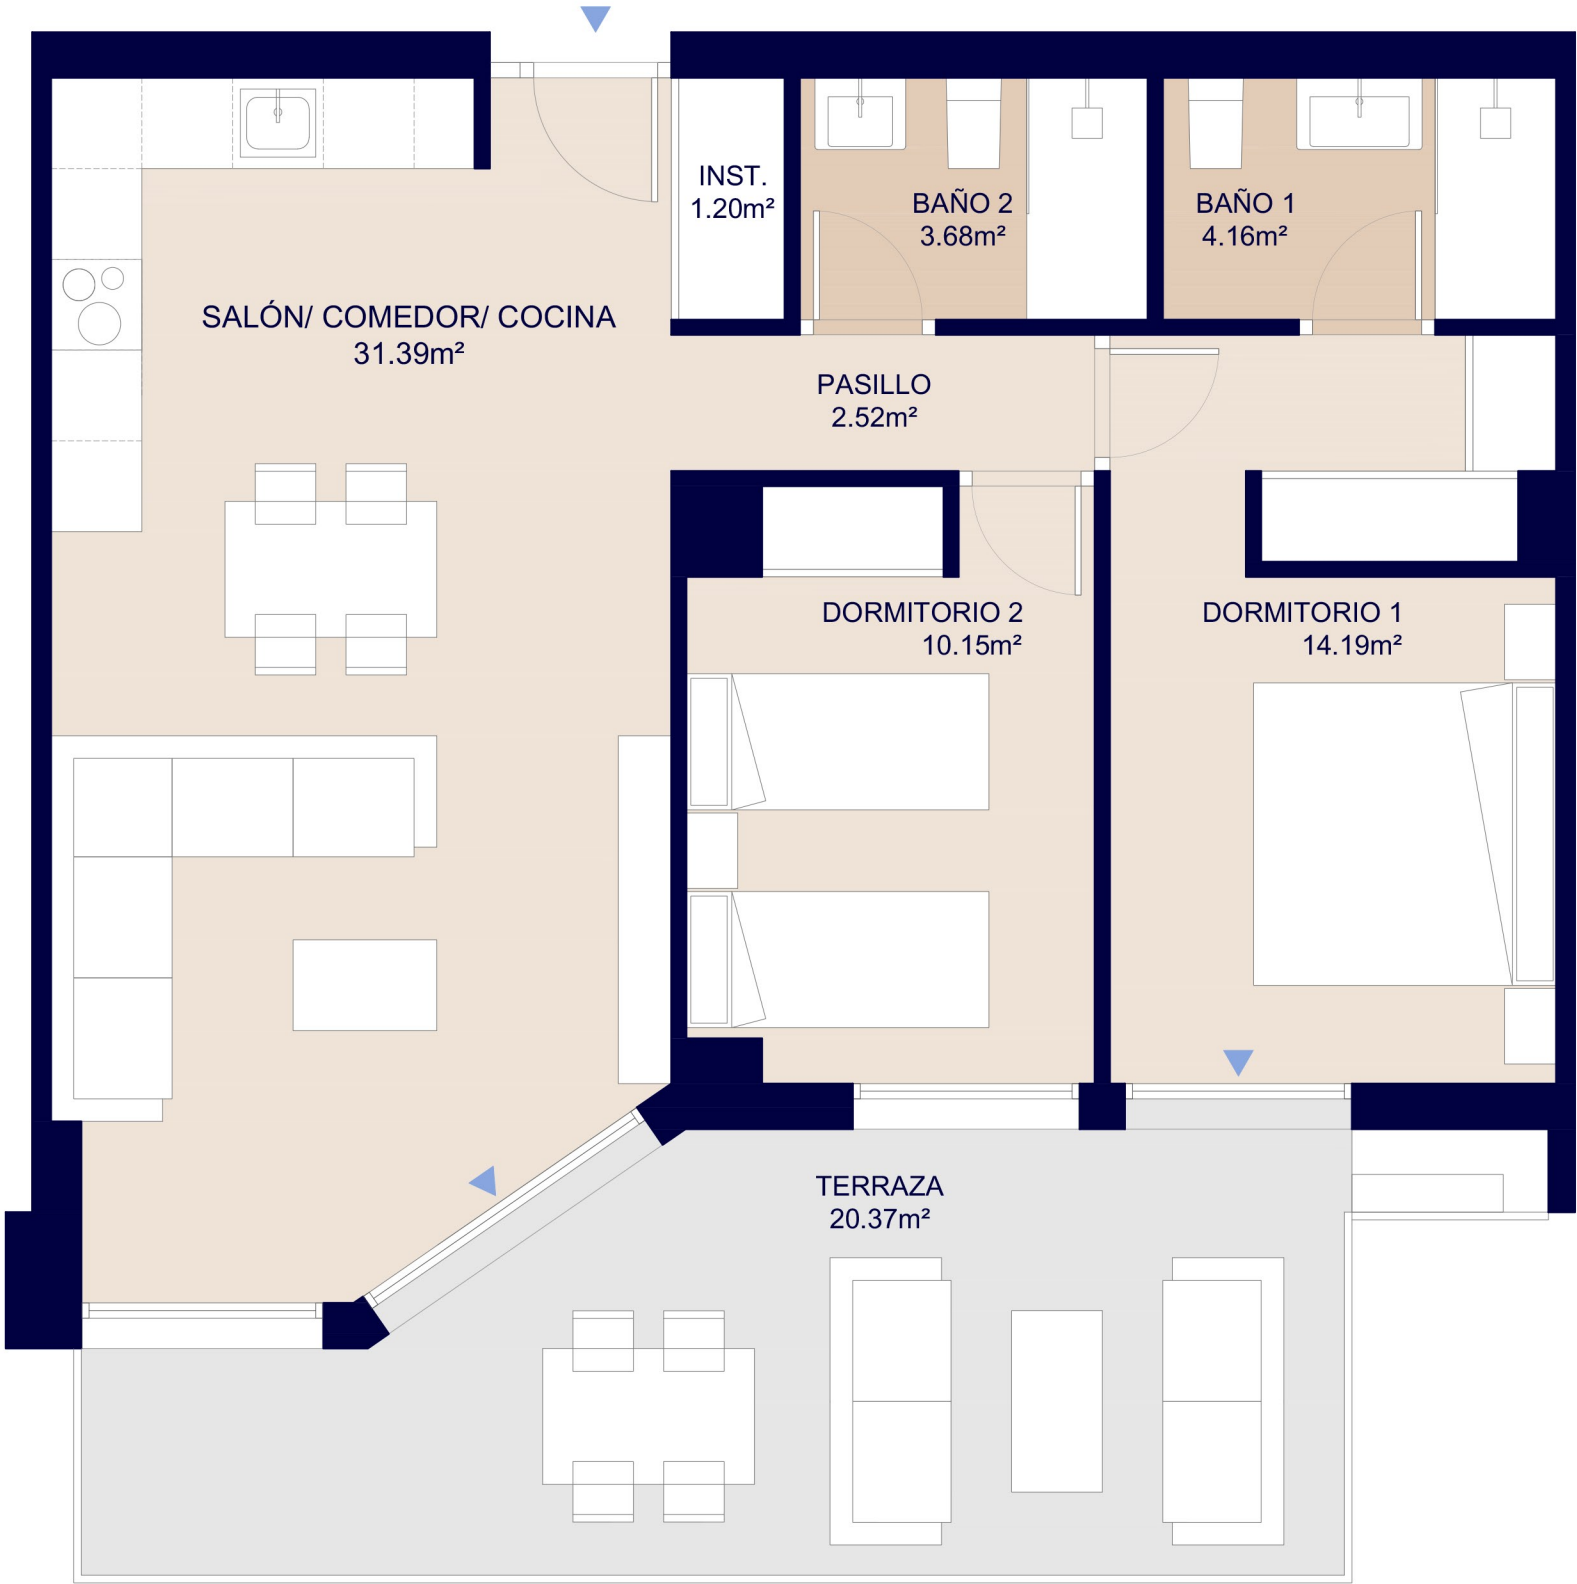 INST.
1.20m²
BAÑO 2
3.68m²
BAÑO 1
4.16m²
SALÓN/ COMEDOR/ COCINA
31.39m²
PASILLO
2.52m²
DORMITORIO 2
10.15m²
DORMITORIO 1
14.19m²
TERRAZA
20.37m²